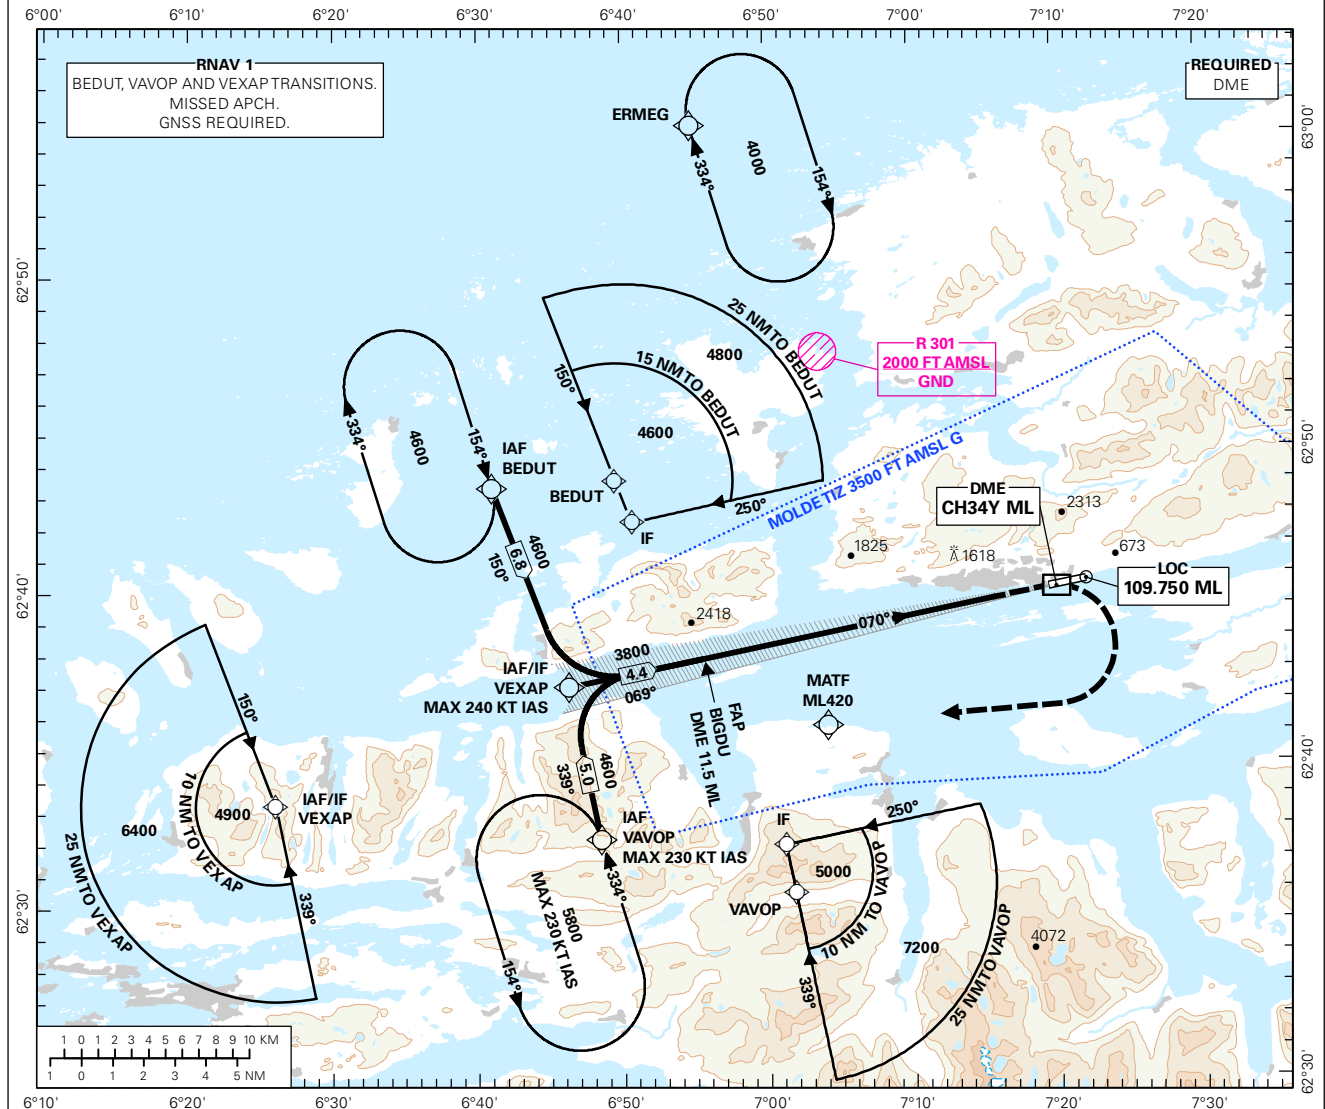 6°00' 6°20' 6°30' 6°40' 6°50' 7°00' 7°10' 7°20'
RNAV 1
BEDUT, VAVOP AND VEXAP TRANSITIONS.
MISSED APCH.
GNSS REQUIRED.
REQUIRED
DME
ERMEG
4000
334°
154°
63°00'
62°50'
25 NM TO BEDUT
4800
15 NM TO BEDUT
4600
150°
BEDUT
IF
250°
R 301
2000 FT AMSL
GND
334°
4600
154°
IAF
BEDUT
62°50'
MOLDE TIZ 3500 FT AMSL G
DME
CH34Y ML
2313
1825
1618
673
LOC
109.750 ML
4600
6.8
150°
62°40'
2418
070°
3800
4.4
069°
IAF/IF
VEXAP
MAX 240 KT IAS
FAP
BIGDU
DME 11.5 ML
MATF
ML420
62°40'
150°
10 NM TO VEXAP
4900
6400
25 NM TO VEXAP
IAF/IF
VEXAP
339°
4600
5.0
339°
IAF
VAVOP
MAX 230 KT IAS
334°
5800
MAX 230 KT IAS
154°
IF
250°
5000
VAVOP
10 NM TO VAVOP
7200
25 NM TO VAVOP
339°
4072
62°30'
62°30'
1 0 1 2 3 4 5 6 7 8 9 10 KM
1 0 1 2 3 4 5 NM
6°10' 6°20' 6°30' 6°40' 6°50' 7°00' 7°10' 7°20'